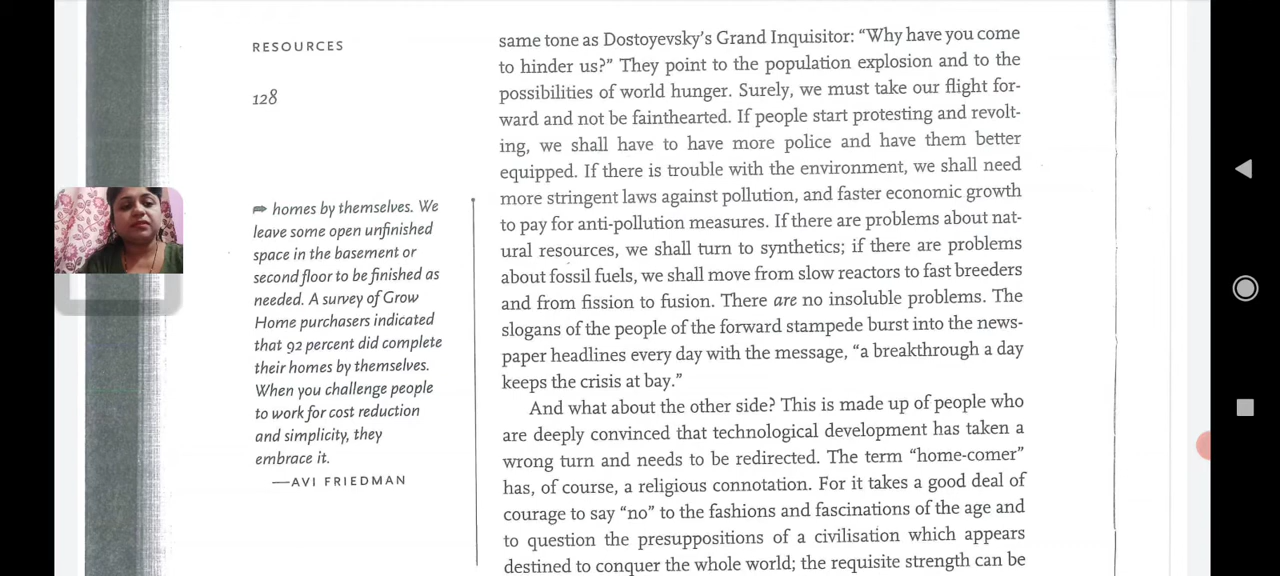 RESOURCES
128
homes by themselves. We
leave some open unfinished
space in the basement or
second floor to be finished as
needed. A survey of Grow
Home purchasers indicated
that 92 percent did complete
their homes by themselves.
When you challenge people
to work for cost reduction
and simplicity, they
embrace it.
—AVI FRIEDMAN
same tone as Dostoyevsky's Grand Inquisitor: “Why have you come
to hinder us?” They point to the population explosion and to the
possibilities of world hunger. Surely, we must take our flight for-
ward and not be fainthearted. If people start protesting and revolt-
ing, we shall have to have more police and have them better
equipped. If there is trouble with the environment, we shall need
more stringent laws against pollution, and faster economic growth
to pay for anti-pollution measures. If there are problems about nat-
ural resources, we shall turn to synthetics; if there are problems
about fossil fuels, we shall move from slow reactors to fast breeders
and from fission to fusion. There are no insoluble problems. The
slogans of the people of the forward stampede burst into the news-
paper headlines every day with the message, “a breakthrough a day
keeps the crisis at bay.”
And what about the other side? This is made up of people who
are deeply convinced that technological development has taken a
wrong turn and needs to be redirected. The term “home-comer”
has, of course, a religious connotation. For it takes a good deal of
courage to say “no” to the fashions and fascinations of the age and
to question the presuppositions of a civilisation which appears
destined to conquer the whole world; the requisite strength can be